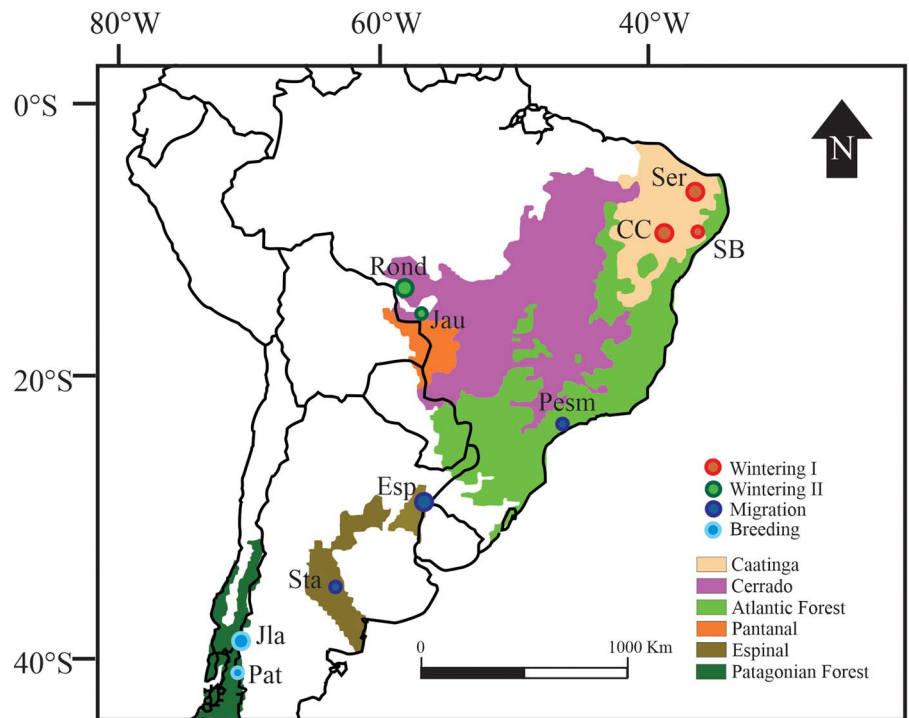 80°W 60°W 40°W
0°S
N
Ser
CC
SB
Rond
Jau
20°S
Pesm
Esp
Wintering I
Wintering II
Migration
Breeding
Caatinga
Cerrado
Atlantic Forest
Pantanal
Espinal
Patagonian Forest
Sta
Jla
0 1000 Km
40°S
Pat